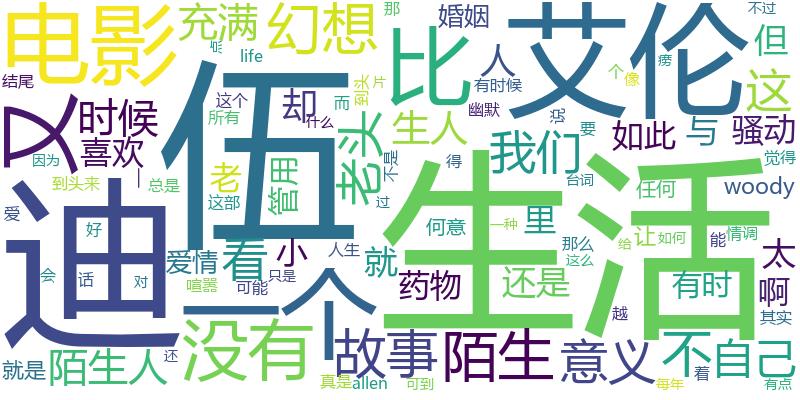 电影
充满
幻想
那
婚姻
不过
life
伍
比
人
艾伦
但
这
有时候
个
像
痨
结尾
又
时候
喜欢
这个
所有
却
而
到头
片
幽默
说
什么
老头
生人
我们
要
如此
与
骚动
觉得
因为
到头来
一
总是
老
这部
管用
不是
得
过
台词
任何
woody
爱
迪
好
生活
何意
一种
里
那么
这么
给
让
如何
能
情调
太
爱情
看
小
人生
就
会
话
对
喧嚣
可能
只是
一个
药物
还是
有时
啊
越
其实
就是
陌生人
还
没有
故事
真是
allen
可到
陌生
意义
不自己
着
每年
有点